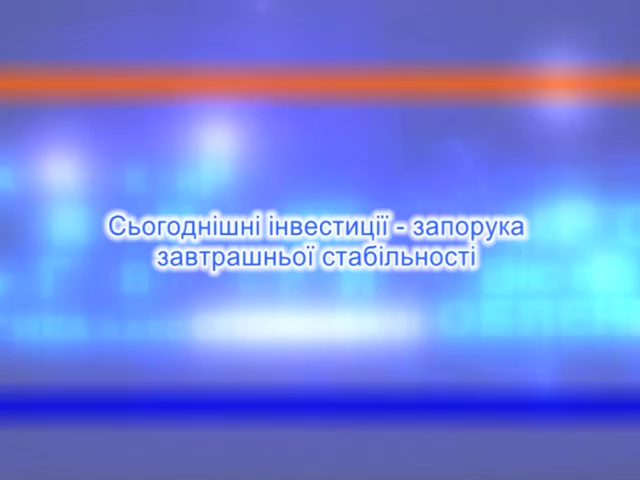 Сьогоднішні інвестиції - запорука
завтрашньої стабільності